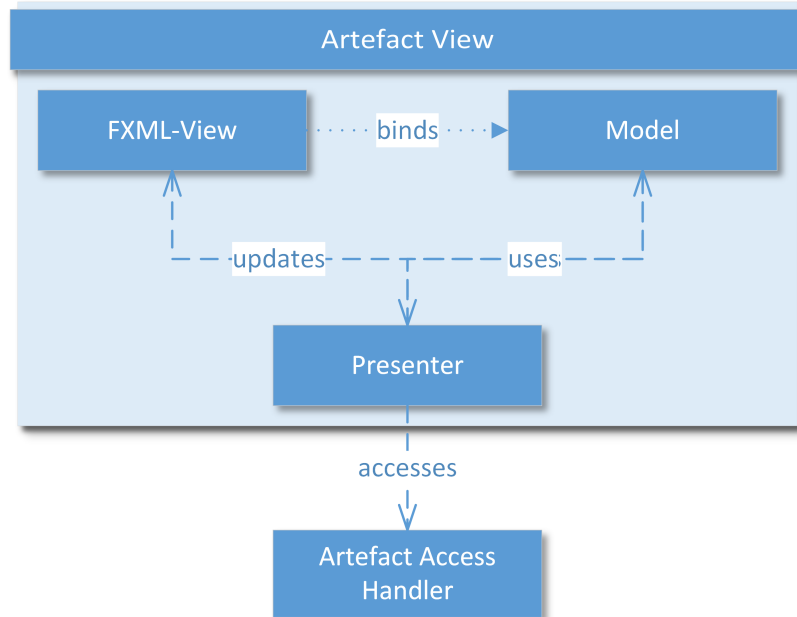 Artefact View
FXML-View
binds
Model
updates
uses
Presenter
accesses
Artefact Access
Handler